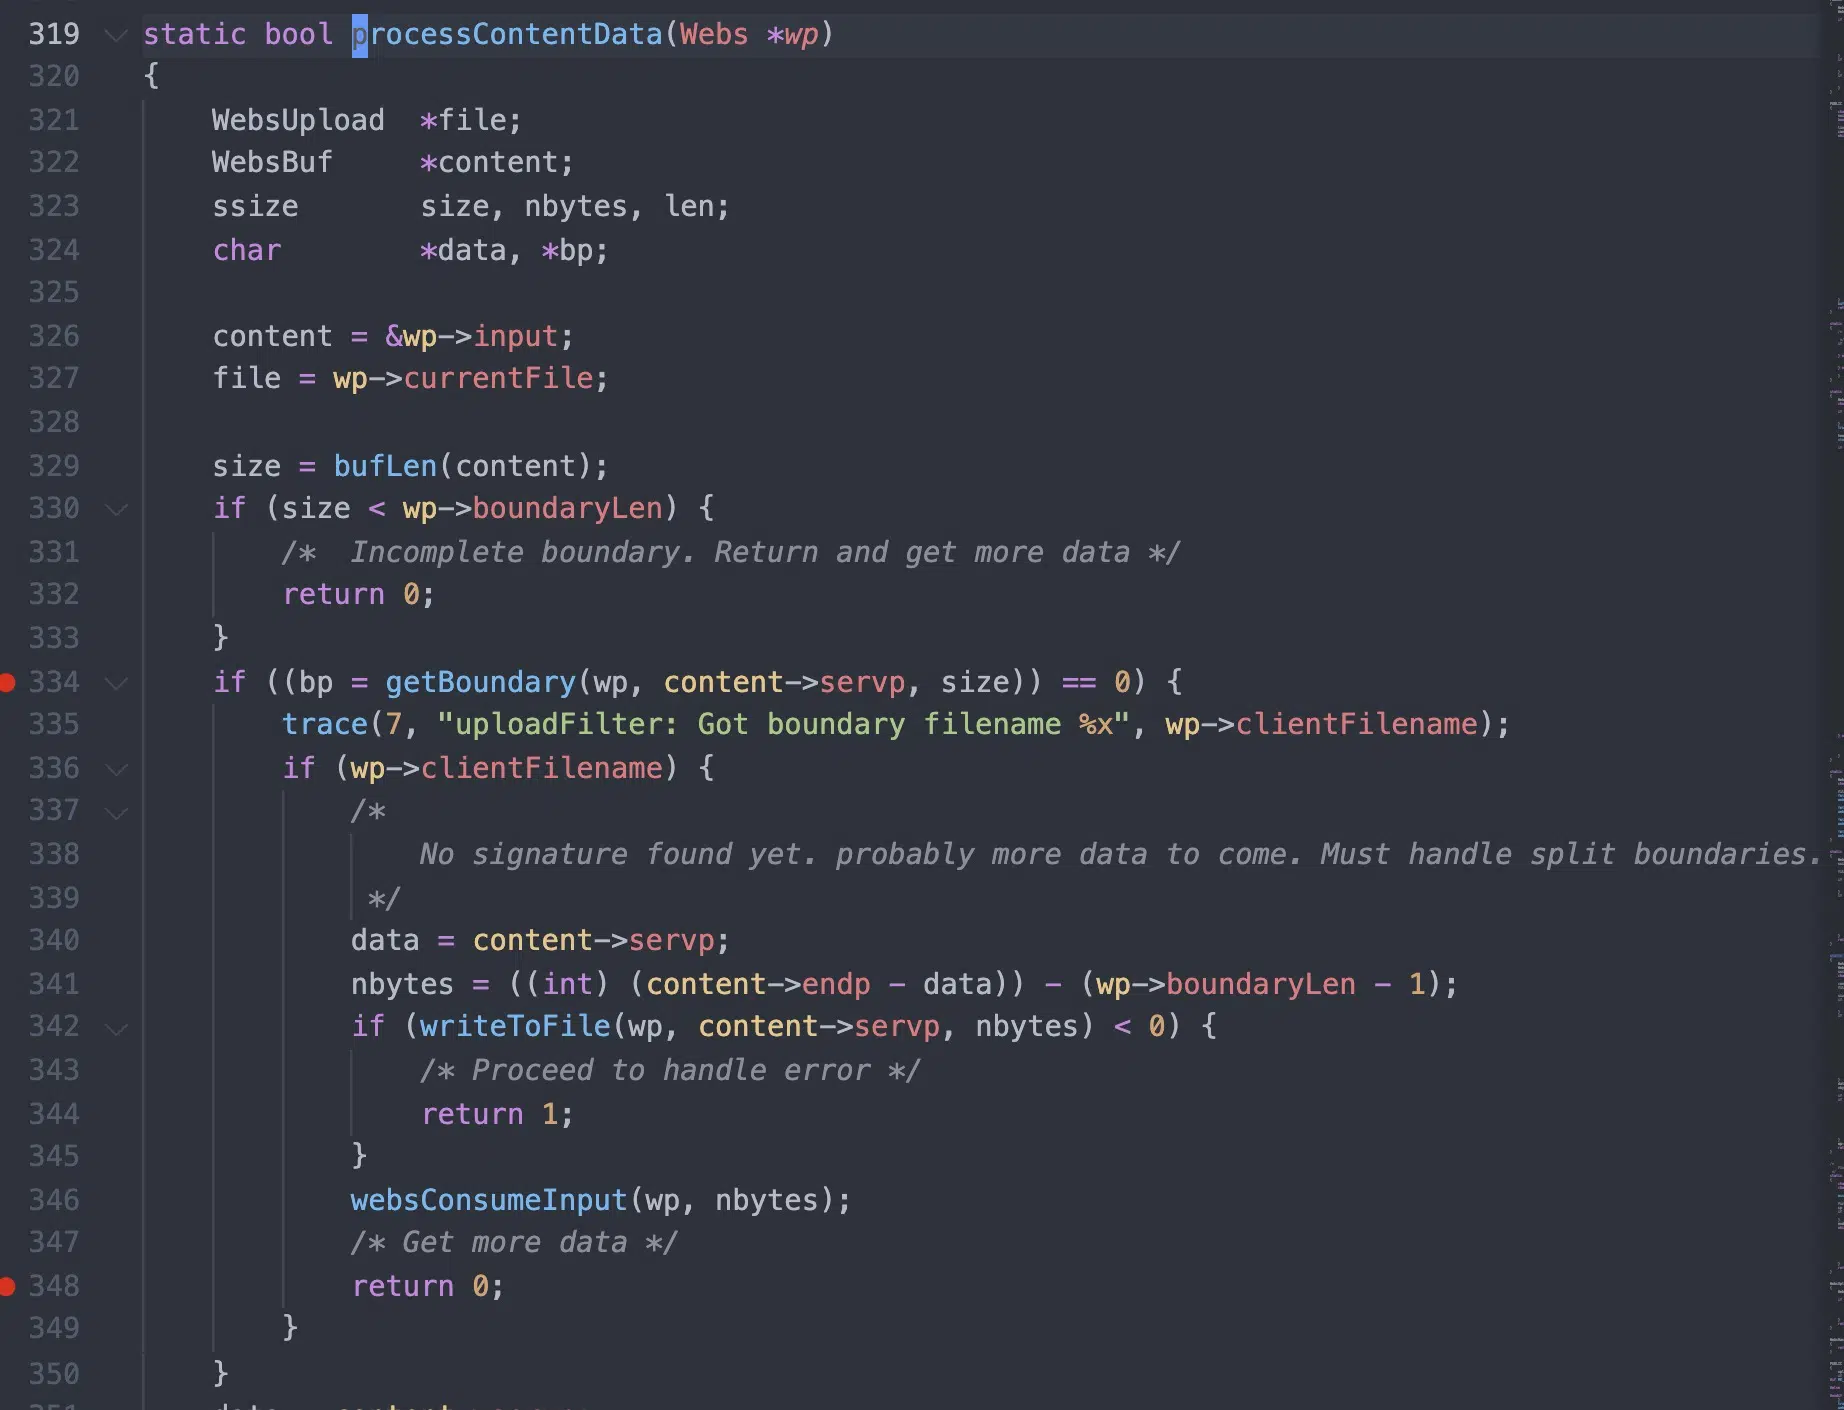 319 static bool processContentData(Webs *wp)
320 {
321     WebsUpload  *file;
322     WebsBuf     *content;
323     ssize       size, nbytes, len;
324     char        *data, *bp;
325
326     content = &wp->input;
327     file = wp->currentFile;
328
329     size = bufLen(content);
330     if (size < wp->boundaryLen) {
331         /*  Incomplete boundary. Return and get more data */
332         return 0;
333     }
334     if ((bp = getBoundary(wp, content->servp, size)) == 0) {
335         trace(7, "uploadFilter: Got boundary filename %x", wp->clientFilename);
336         if (wp->clientFilename) {
337             /*
338                 No signature found yet. probably more data to come. Must handle split boundaries.
339              */
340             data = content->servp;
341             nbytes = ((int) (content->endp - data)) - (wp->boundaryLen - 1);
342             if (writeToFile(wp, content->servp, nbytes) < 0) {
343                 /* Proceed to handle error */
344                 return 1;
345             }
346             websConsumeInput(wp, nbytes);
347             /* Get more data */
348             return 0;
349         }
350     }